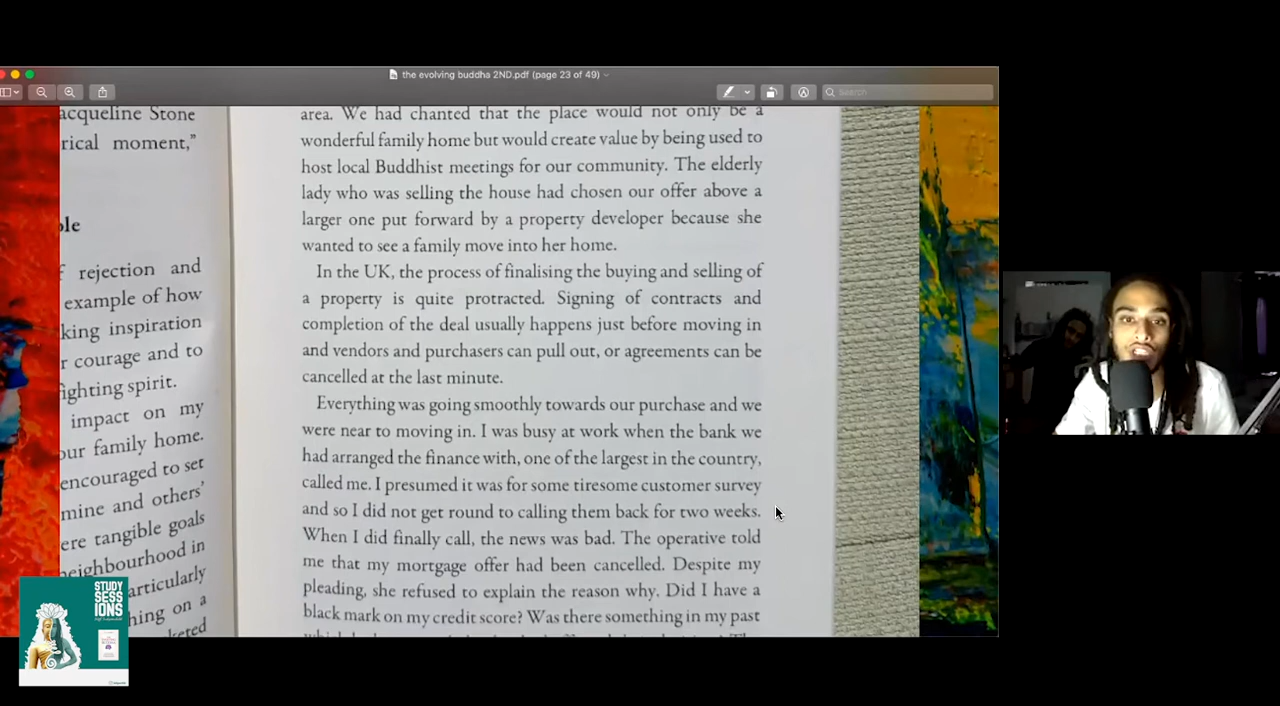 the evolving buddha 2ND.pdf (page 23 of 49)
Search
acqueline Stone
rical moment,”
ole
f rejection and
example of how
king inspiration
r courage and to
fighting spirit.
impact on my
our family home.
encouraged to set
mine and others’
ere tangible goals
neighbourhood in
articularly
hing on a
keted
area. We had chanted that the place would not only be a
wonderful family home but would create value by being used to
host local Buddhist meetings for our community. The elderly
lady who was selling the house had chosen our offer above a
larger one put forward by a property developer because she
wanted to see a family move into her home.
In the UK, the process of finalising the buying and selling of
a property is quite protracted. Signing of contracts and
completion of the deal usually happens just before moving in
and vendors and purchasers can pull out, or agreements can be
cancelled at the last minute.
Everything was going smoothly towards our purchase and we
were near to moving in. I was busy at work when the bank we
had arranged the finance with, one of the largest in the country,
called me. I presumed it was for some tiresome customer survey
and so I did not get round to calling them back for two weeks.
When I did finally call, the news was bad. The operative told
me that my mortgage offer had been cancelled. Despite my
pleading, she refused to explain the reason why. Did I have a
black mark on my credit score? Was there something in my past
STUDY
SESS
IONS